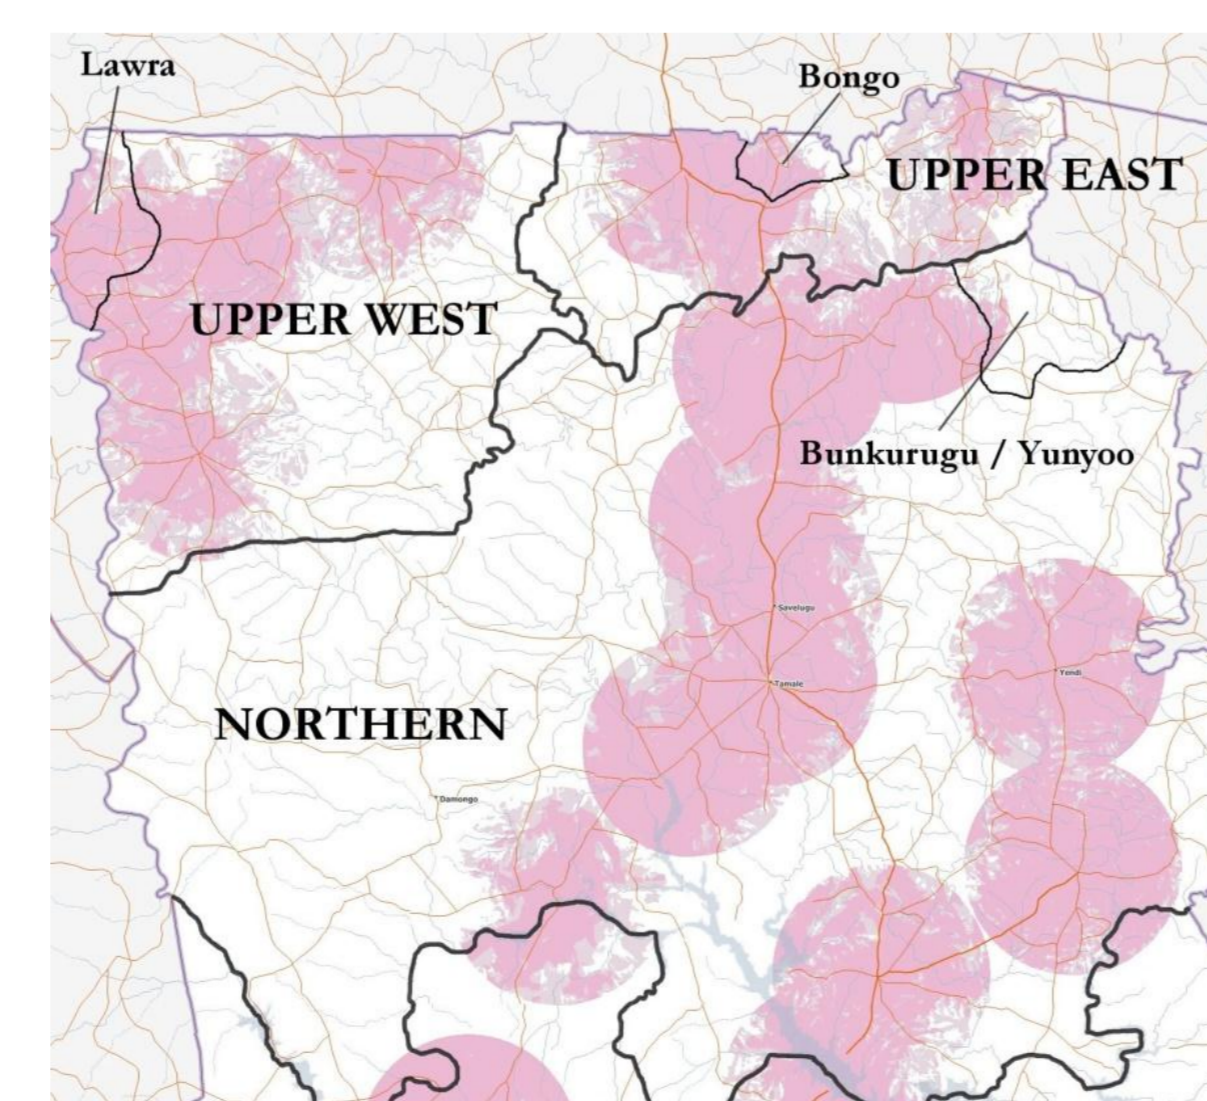 Lawra
Bongo
UPPER EAST
UPPER WEST
Bunkurugu / Yunyoo
Savelugu
Tamale
Yendi
NORTHERN
Damongo